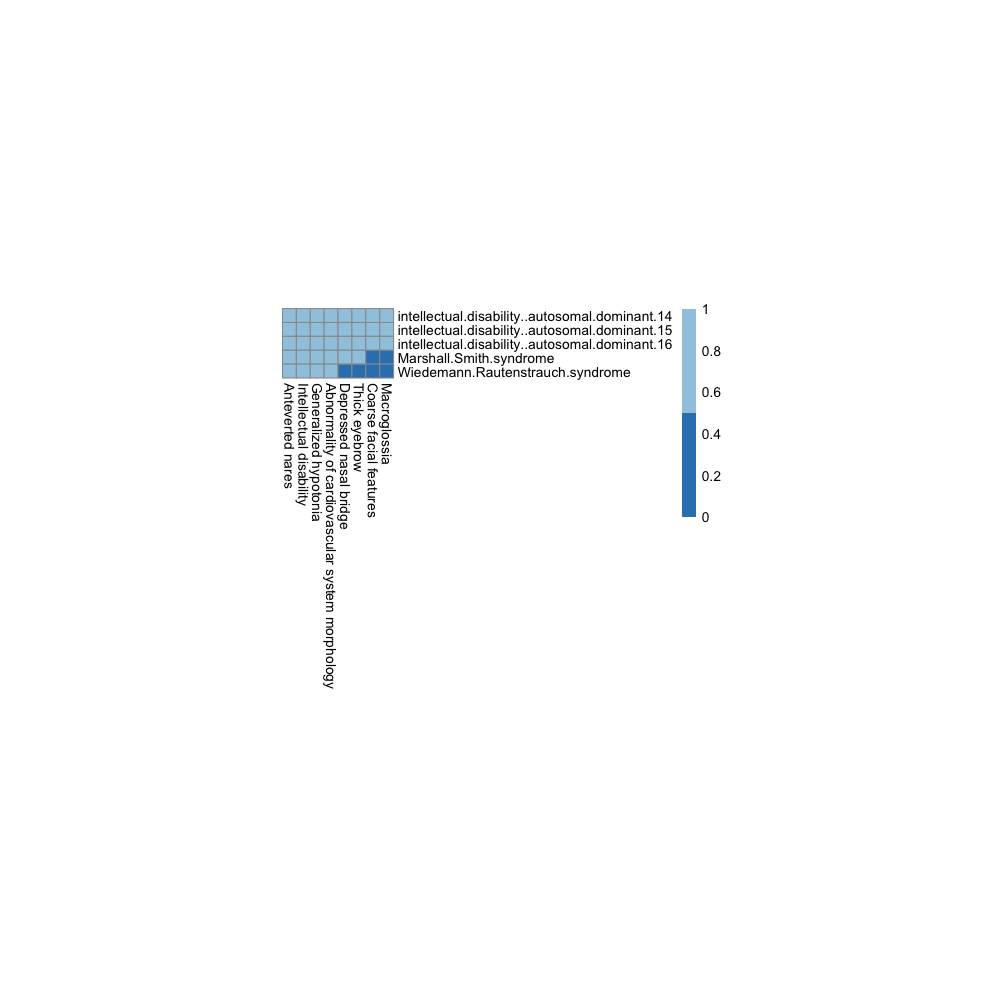 intellectual.disability..autosomal.dominant.14
intellectual.disability..autosomal.dominant.15
intellectual.disability..autosomal.dominant.16
Marshall.Smith.syndrome
Wiedemann.Rautenstrauch.syndrome
Anteverted nares
Intellectual disability
Generalized hypotonia
Abnormality of cardiovascular system morphology
Depressed nasal bridge
Thick eyebrow
Coarse facial features
Macroglossia
1
0.8
0.6
0.4
0.2
0